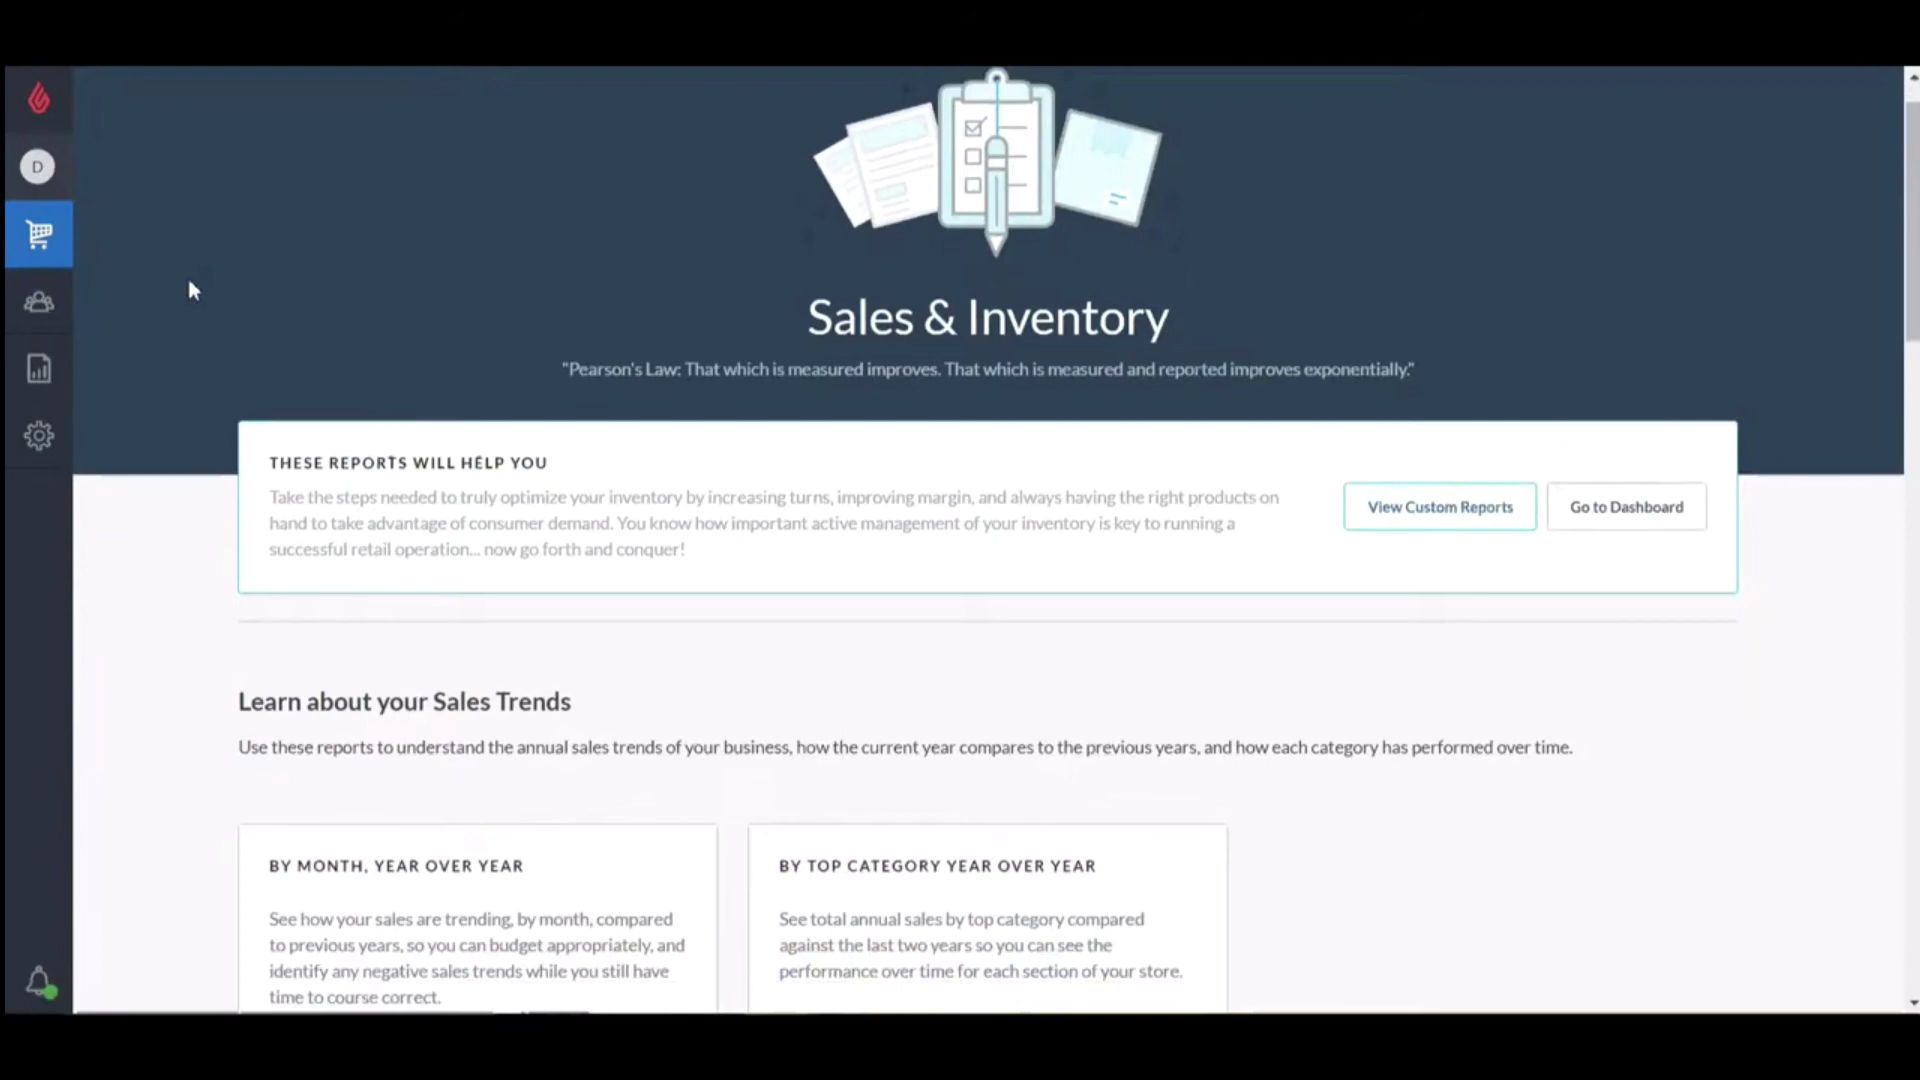 D
Sales & Inventory
"Pearson's Law: That which is measured improves. That which is measured and reported improves exponentially."
THESE REPORTS WILL HELP YOU
Take the steps needed to truly optimize your inventory by increasing turns, improving margin, and always having the right products on
hand to take advantage of consumer demand. You know how important active management of your inventory is key to running a
successful retail operation... now go forth and conquer!
View Custom Reports
Go to Dashboard
Learn about your Sales Trends
Use these reports to understand the annual sales trends of your business, how the current year compares to the previous years, and how each category has performed over time.
BY MONTH, YEAR OVER YEAR
See how your sales are trending, by month, compared
to previous years, so you can budget appropriately, and
identify any negative sales trends while you still have
time to course correct.
BY TOP CATEGORY YEAR OVER YEAR
See total annual sales by top category compared
against the last two years so you can see the
performance over time for each section of your store.